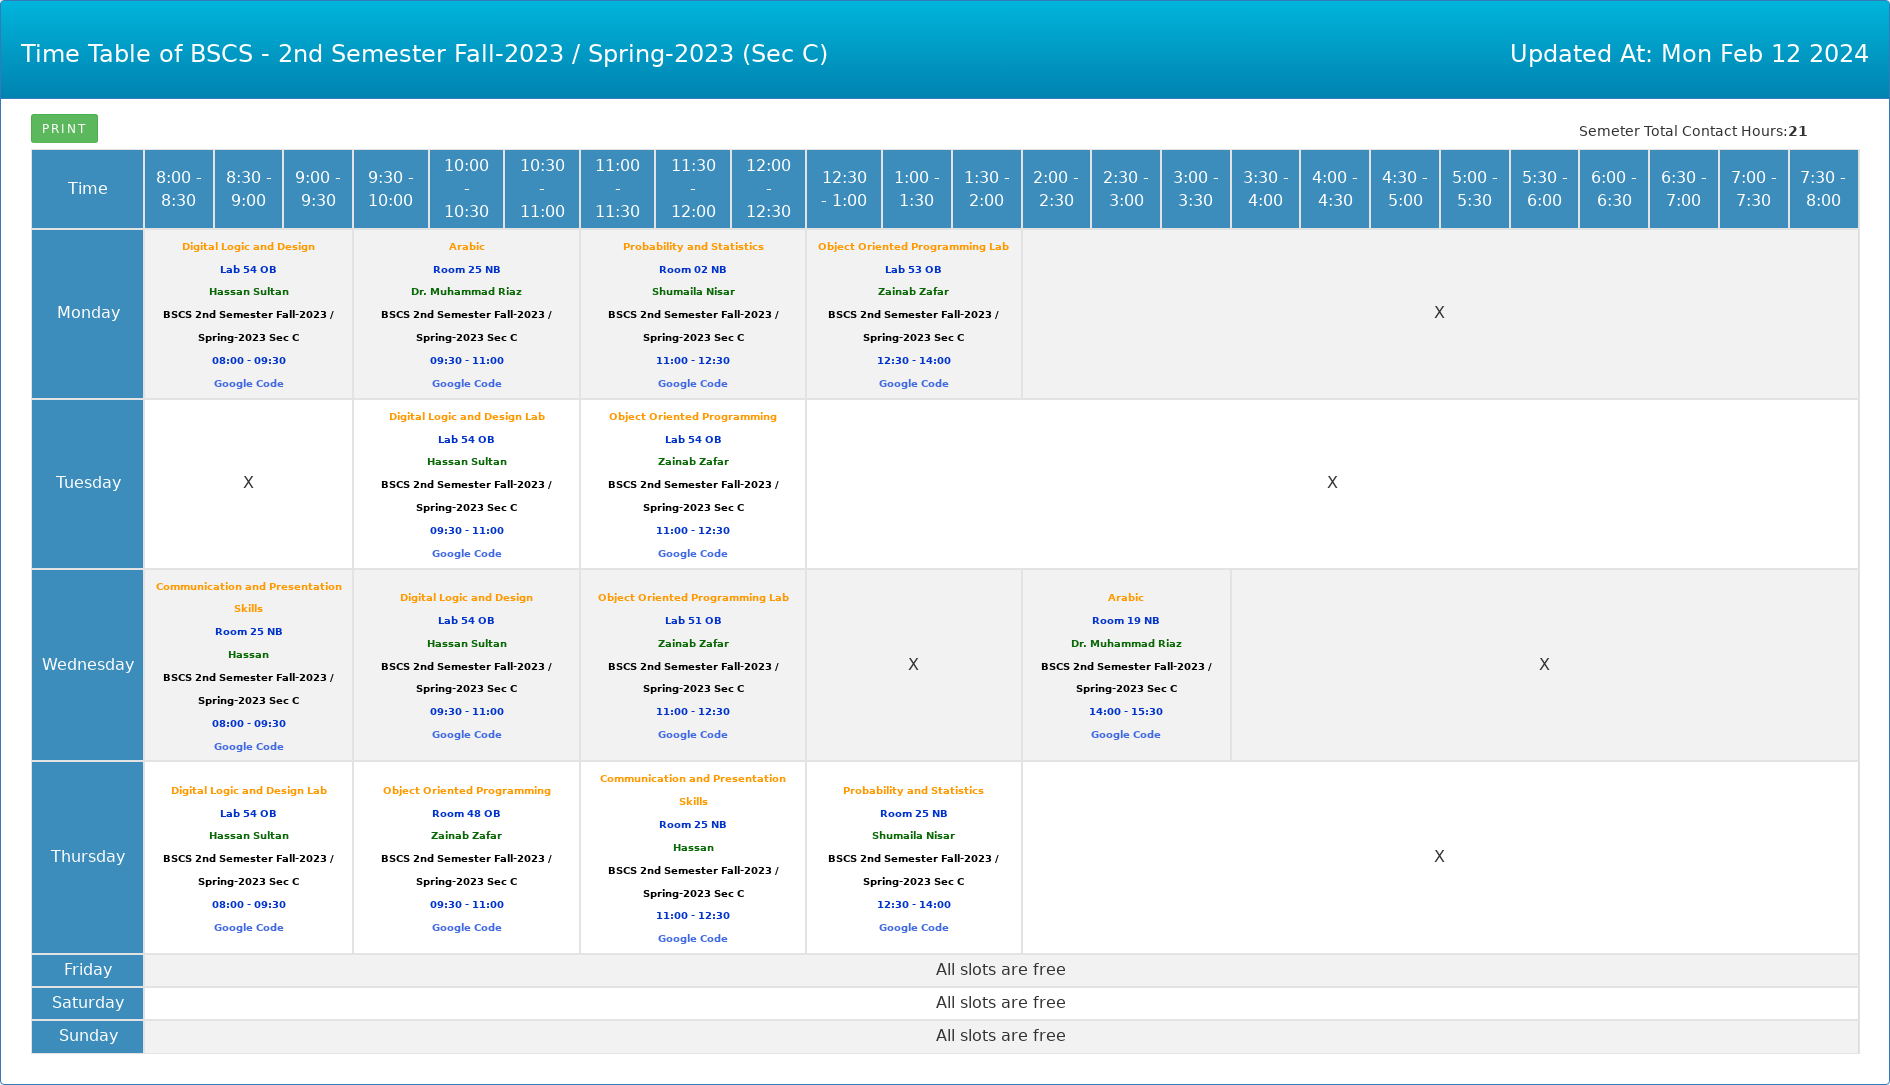 Time Table of BSCS - 2nd Semester Fall-2023 / Spring-2023 (Sec C)
Updated At: Mon Feb 12 2024
PRINT
Semeter Total Contact Hours:21
Time
8:00 -
8:30
8:30 -
9:00
9:00 -
9:30
9:30 -
10:00
10:00
-
10:30
10:30
-
11:00
11:00
-
11:30
11:30
-
12:00
12:00
-
12:30
12:30
- 1:00
1:00 -
1:30
1:30 -
2:00
2:00 -
2:30
2:30 -
3:00
3:00 -
3:30
3:30 -
4:00
4:00 -
4:30
4:30 -
5:00
5:00 -
5:30
5:30 -
6:00
6:00 -
6:30
6:30 -
7:00
7:00 -
7:30
7:30 -
8:00
Monday
Digital Logic and Design
Lab 54 OB
Hassan Sultan
BSCS 2nd Semester Fall-2023 /
Spring-2023 Sec C
08:00 - 09:30
Google Code
Arabic
Room 25 NB
Dr. Muhammad Riaz
BSCS 2nd Semester Fall-2023 /
Spring-2023 Sec C
09:30 - 11:00
Google Code
Probability and Statistics
Room 02 NB
Shumaila Nisar
BSCS 2nd Semester Fall-2023 /
Spring-2023 Sec C
11:00 - 12:30
Google Code
Object Oriented Programming Lab
Lab 53 OB
Zainab Zafar
BSCS 2nd Semester Fall-2023 /
Spring-2023 Sec C
12:30 - 14:00
Google Code
X
Tuesday
X
Digital Logic and Design Lab
Lab 54 OB
Hassan Sultan
BSCS 2nd Semester Fall-2023 /
Spring-2023 Sec C
09:30 - 11:00
Google Code
Object Oriented Programming
Lab 54 OB
Zainab Zafar
BSCS 2nd Semester Fall-2023 /
Spring-2023 Sec C
11:00 - 12:30
Google Code
X
Wednesday
Communication and Presentation
Skills
Room 25 NB
Hassan
BSCS 2nd Semester Fall-2023 /
Spring-2023 Sec C
08:00 - 09:30
Google Code
Digital Logic and Design
Lab 54 OB
Hassan Sultan
BSCS 2nd Semester Fall-2023 /
Spring-2023 Sec C
09:30 - 11:00
Google Code
Object Oriented Programming Lab
Lab 51 OB
Zainab Zafar
BSCS 2nd Semester Fall-2023 /
Spring-2023 Sec C
11:00 - 12:30
Google Code
X
Arabic
Room 19 NB
Dr. Muhammad Riaz
BSCS 2nd Semester Fall-2023 /
Spring-2023 Sec C
14:00 - 15:30
Google Code
X
Thursday
Digital Logic and Design Lab
Lab 54 OB
Hassan Sultan
BSCS 2nd Semester Fall-2023 /
Spring-2023 Sec C
08:00 - 09:30
Google Code
Object Oriented Programming
Room 48 OB
Zainab Zafar
BSCS 2nd Semester Fall-2023 /
Spring-2023 Sec C
09:30 - 11:00
Google Code
Communication and Presentation
Skills
Room 25 NB
Hassan
BSCS 2nd Semester Fall-2023 /
Spring-2023 Sec C
11:00 - 12:30
Google Code
Probability and Statistics
Room 25 NB
Shumaila Nisar
BSCS 2nd Semester Fall-2023 /
Spring-2023 Sec C
12:30 - 14:00
Google Code
X
Friday
All slots are free
Saturday
All slots are free
Sunday
All slots are free